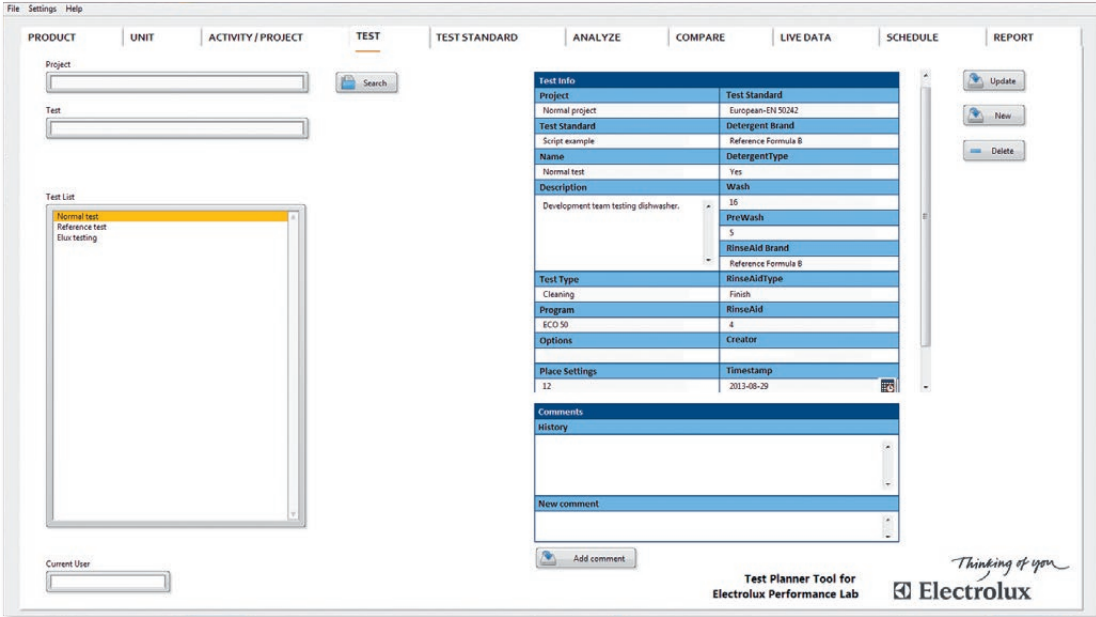 File Settings Help
PRODUCT UNIT ACTIVITY / PROJECT TEST TEST STANDARD ANALYZE COMPARE LIVE DATA SCHEDULE REPORT
Project
Search
Test
Test List
Normal test
Reference test
Elux testing
Current User
Test Info
Project Test Standard
Normal project European-EN 50242
Test Standard Detergent Brand
Script example Reference Formula B
Name DetergentType
Normal test Yes
Description Wash
Development team testing dishwasher. 16
PreWash
5
RinseAid Brand
Reference Formula B
Test Type RinseAidType
Cleaning Finish
Program RinseAid
ECO 50 4
Options Creator
Place Settings Timestamp
12 2013-08-29
Update
New
Delete
Comments
History
New comment
Add comment
Test Planner Tool for
Electrolux Performance Lab
Thinking of you
Electrolux